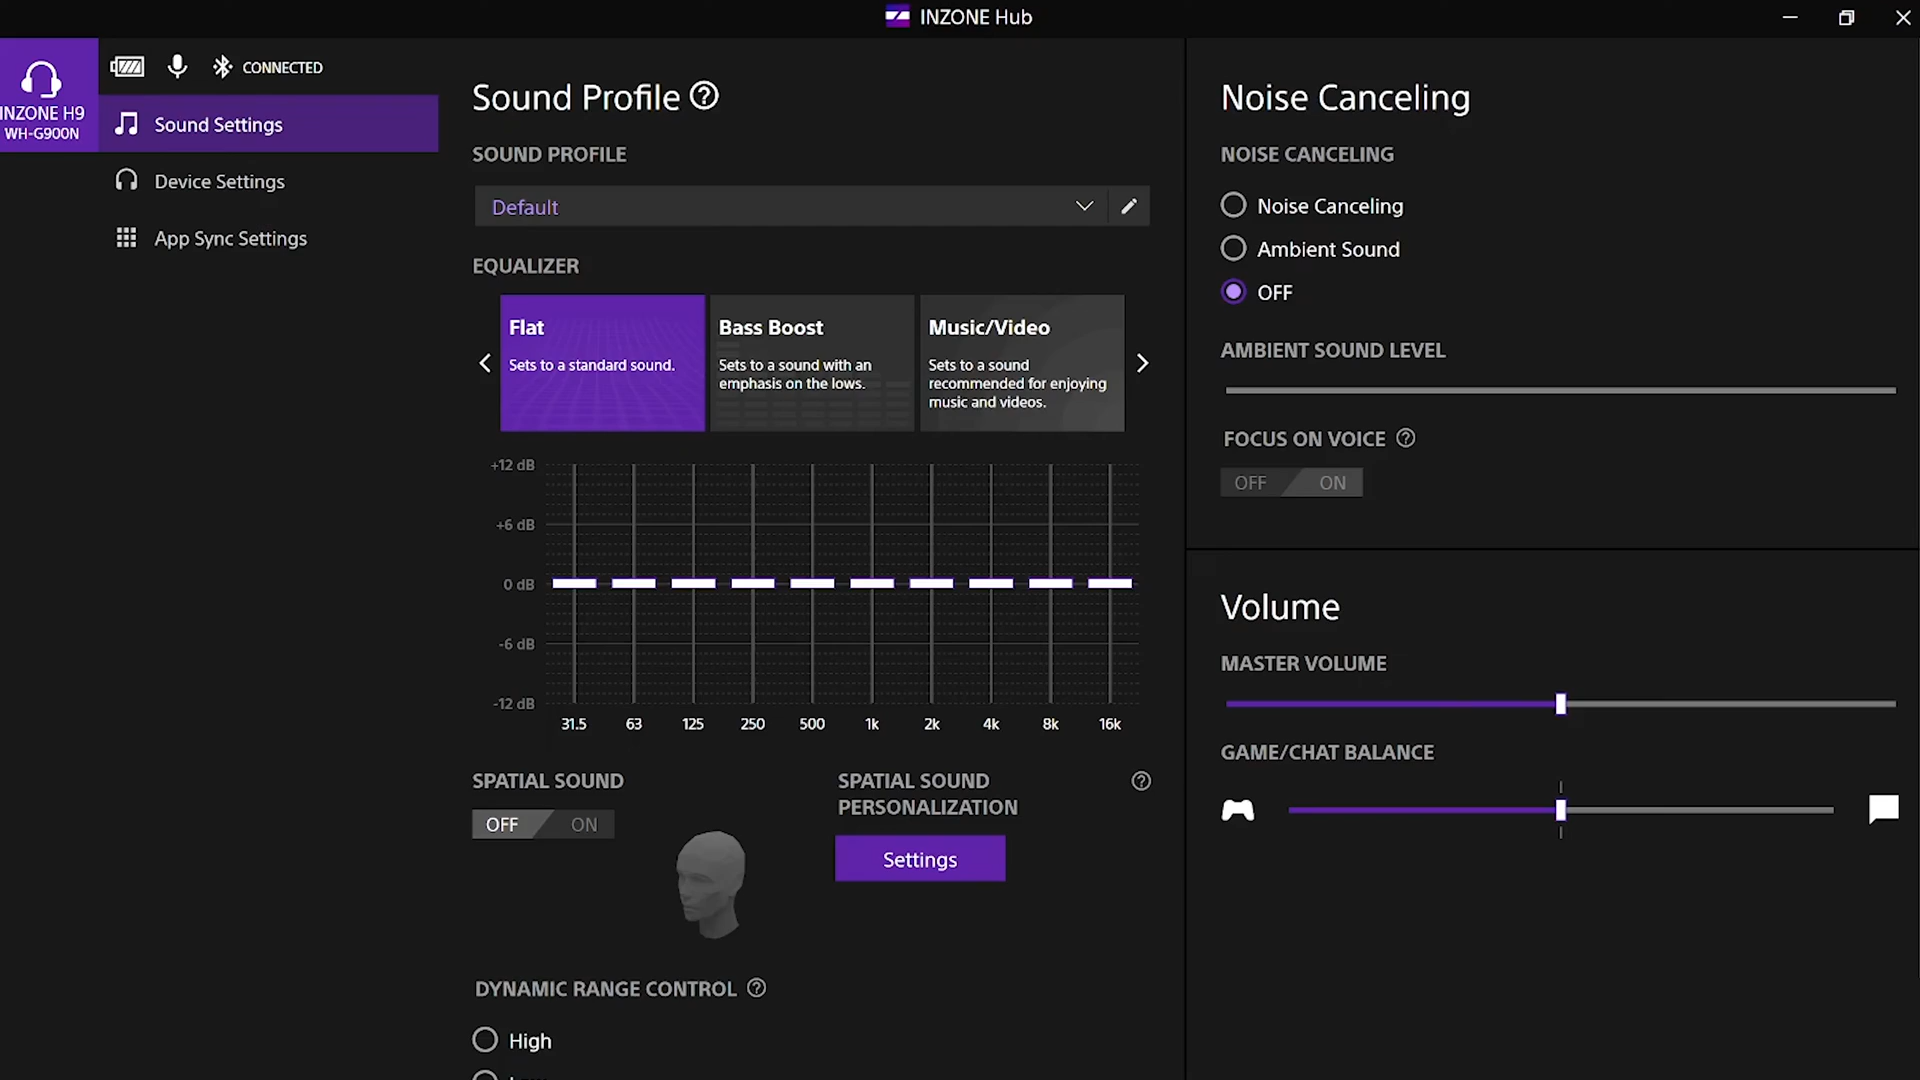 INZONE Hub
INZONE H9
WH-G900N
CONNECTED
Sound Settings
Device Settings
App Sync Settings
Sound Profile
SOUND PROFILE
Default
EQUALIZER
Flat
Sets to a standard sound.
Bass Boost
Sets to a sound with an
emphasis on the lows.
Music/Video
Sets to a sound
recommended for enjoying
music and videos.
+12 dB
+6 dB
0 dB
-6 dB
-12 dB
31.5 63 125 250 500 1k 2k 4k 8k 16k
SPATIAL SOUND
OFF ON
SPATIAL SOUND
PERSONALIZATION
Settings
DYNAMIC RANGE CONTROL
High
Noise Canceling
NOISE CANCELING
Noise Canceling
Ambient Sound
OFF
AMBIENT SOUND LEVEL
FOCUS ON VOICE
OFF ON
Volume
MASTER VOLUME
GAME/CHAT BALANCE